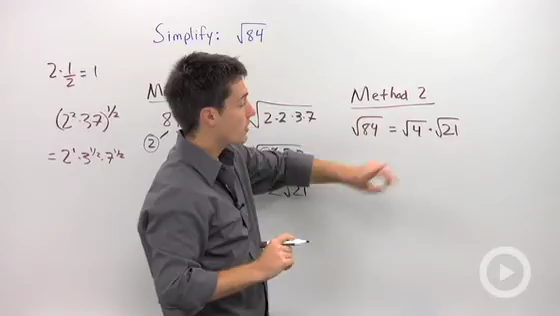 Simplify: √84
2 · 1/2 = 1
(2² · 3 7)^1/2
= 2¹ · 3^1/2 · 7^1/2
8
2
√2·2·3·7
2√21
Method 2
√84 = √4 · √21